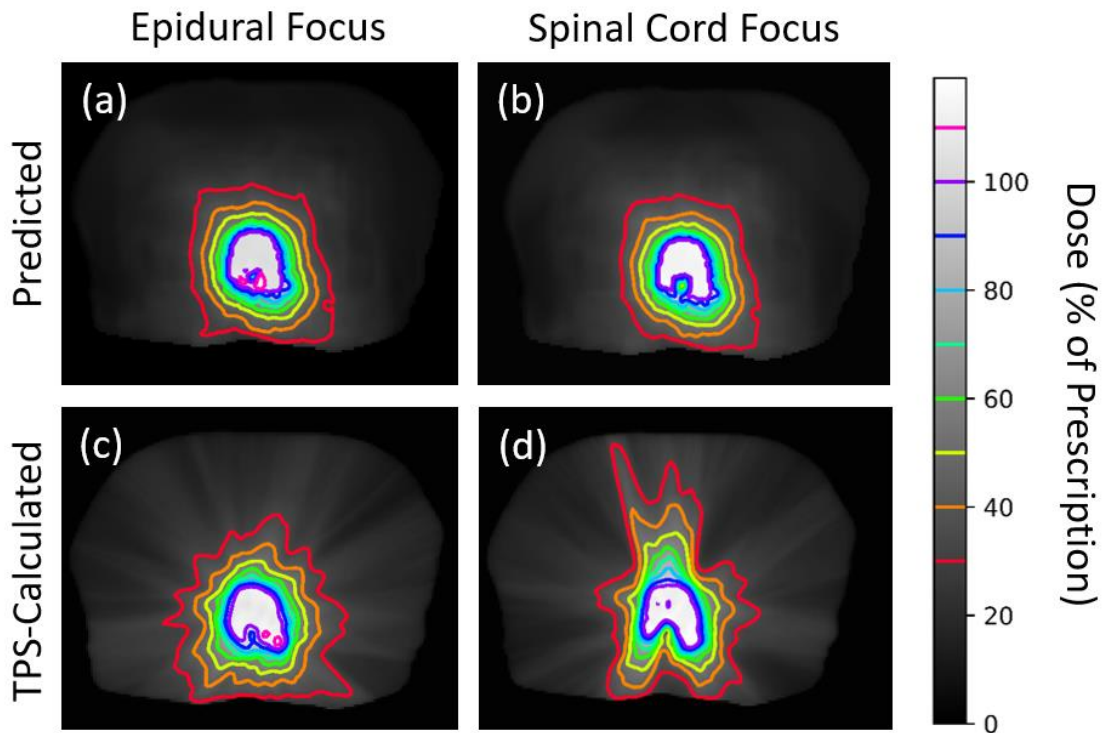 Epidural Focus
Spinal Cord Focus
Predicted
(a)
(b)
TPS-Calculated
(c)
(d)
100
80
60
40
20
0
Dose (% of Prescription)